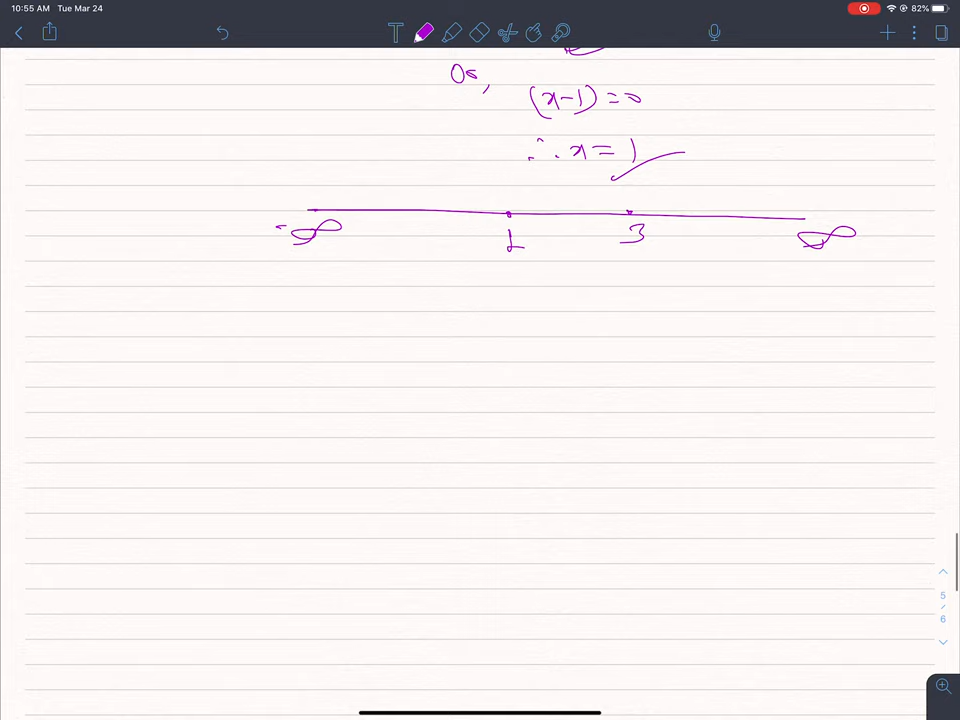 10:55 AM Tue Mar 24
82%
T
Or,
(x-1) = 0
∴ x = 1
-∞ 1 3 ∞
5
/
6